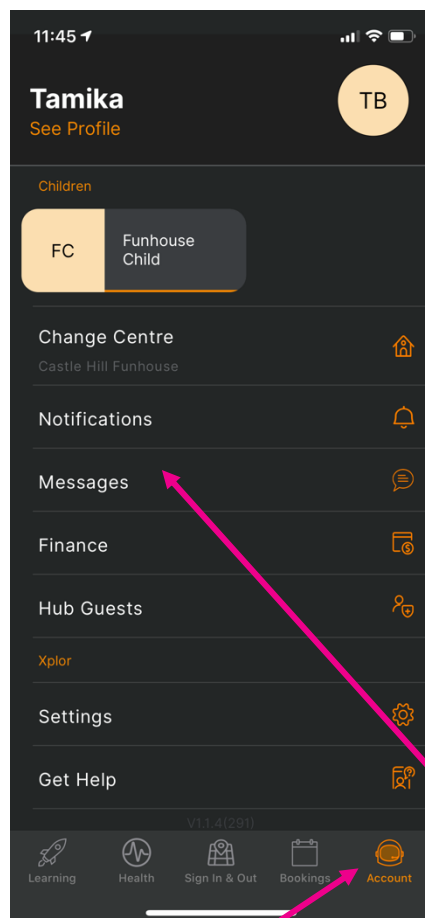 11:45
Tamika
TB
See Profile
Children
FC
Funhouse
Child
Change Centre
Castle Hill Funhouse
Notifications
Messages
Finance
Hub Guests
Xplor
Settings
Get Help
V1.1.4(291)
Learning
Health
Sign In & Out
Bookings
Account